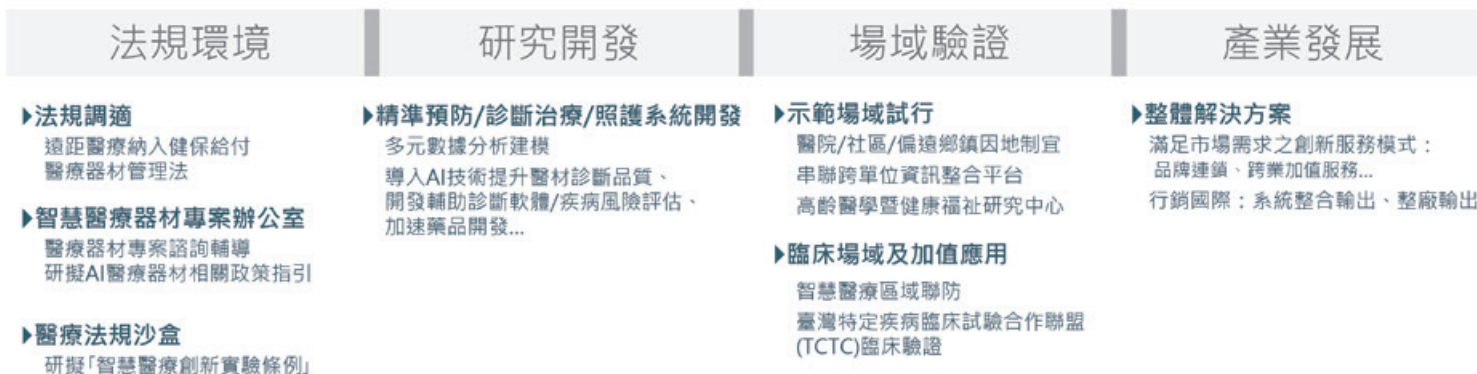 法規環境
研究開發
場域驗證
產業發展
▶法規調適
遠距醫療納入健保給付
醫療器材管理法
▶智慧醫療器材專案辦公室
醫療器材專案諮詢輔導
研擬AI醫療器材相關政策指引
▶醫療法規沙盒
研擬「智慧醫療創新實驗條例」
▶精準預防/診斷治療/照護系統開發
多元數據分析建模
導入AI技術提升醫材診斷品質、
開發輔助診斷軟體/疾病風險評估、
加速藥品開發...
▶示範場域試行
醫院/社區/偏遠鄉鎮因地制宜
串聯跨單位資訊整合平台
高齡醫學暨健康福祉研究中心
▶臨床場域及加值應用
智慧醫療區域聯防
臺灣特定疾病臨床試驗合作聯盟
(TCTC)臨床驗證
▶整體解決方案
滿足市場需求之創新服務模式：
品牌連鎖、跨業加值服務...
行銷國際：系統整合輸出、整廠輸出